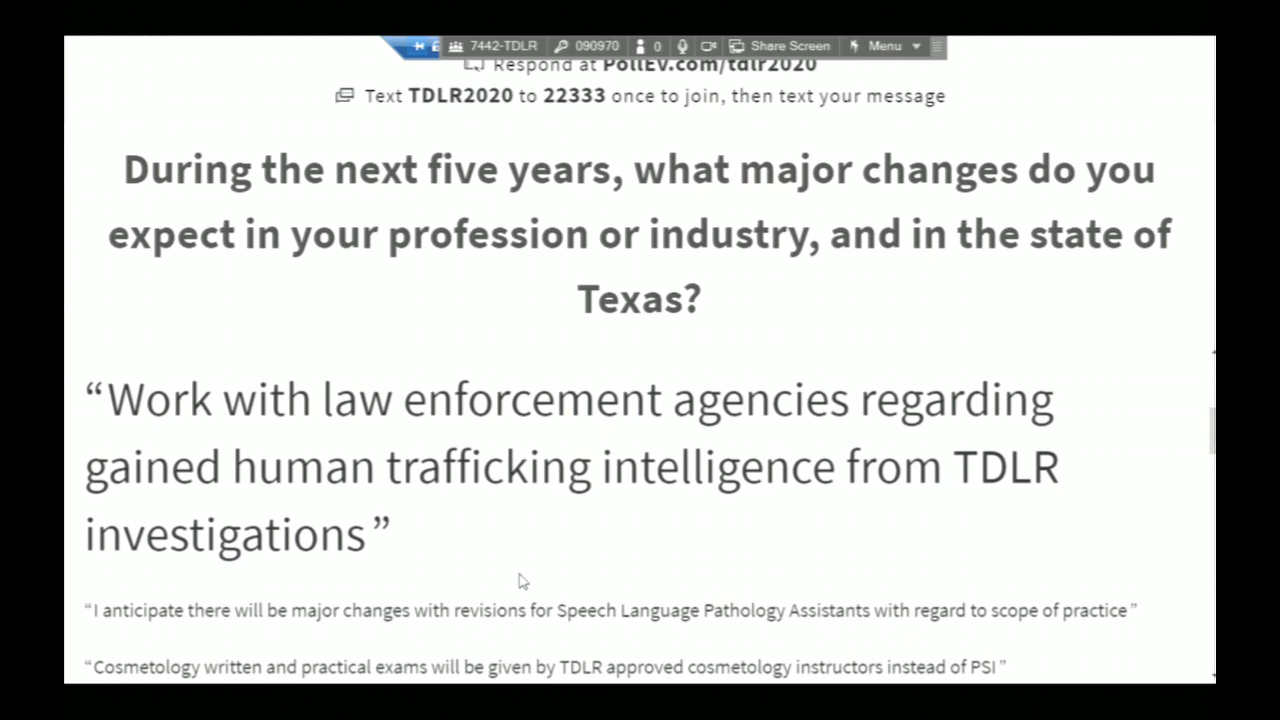 7442-TDLR 090970 0 Share Screen Menu
Respond at PollEv.com/tdlr2020
Text TDLR2020 to 22333 once to join, then text your message
During the next five years, what major changes do you
expect in your profession or industry, and in the state of
Texas?
“Work with law enforcement agencies regarding
gained human trafficking intelligence from TDLR
investigations”
“I anticipate there will be major changes with revisions for Speech Language Pathology Assistants with regard to scope of practice”
“Cosmetology written and practical exams will be given by TDLR approved cosmetology instructors instead of PSI”